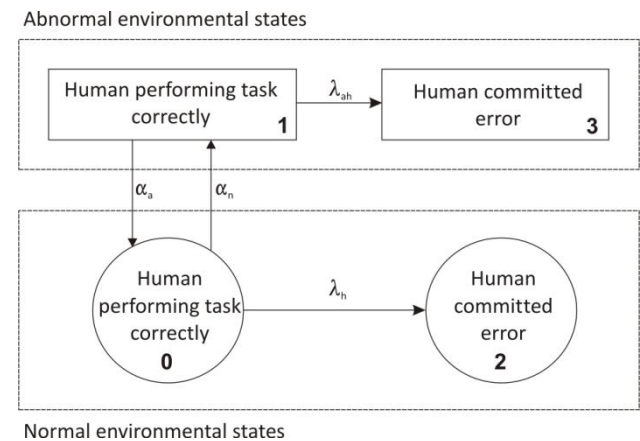 Abnormal environmental states
Human performing task
correctly
1
λah
Human committed
error
3
αa
αn
Human
performing task
correctly
0
λh
Human
committed
error
2
Normal environmental states